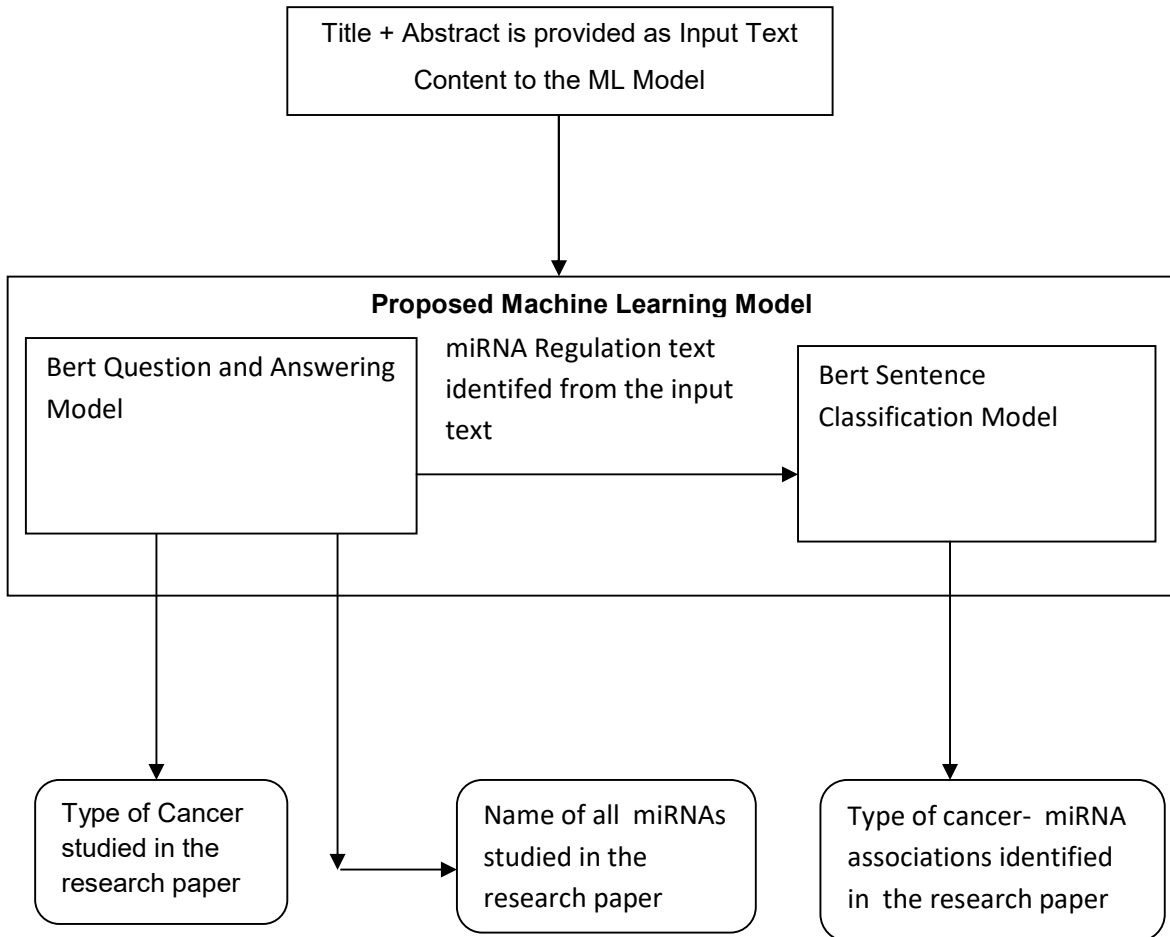 Title + Abstract is provided as Input Text
Content to the ML Model
Proposed Machine Learning Model
Bert Question and Answering
Model
miRNA Regulation text
identifed from the input
text
Bert Sentence
Classification Model
Type of Cancer
studied in the
research paper
Name of all miRNAs
studied in the
research paper
Type of cancer- miRNA
associations identified
in the research paper